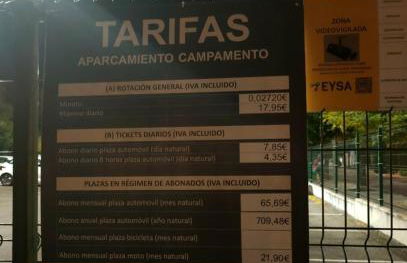 TARIFAS
APARCAMIENTO CAMPAMENTO
(A) ROTACIÓN GENERAL (IVA INCLUIDO)
Minuto 0,02720€
Máximo diario 17,95€
(B) TICKETS DIARIOS (IVA INCLUIDO)
Abono diario plaza automóvil (día natural) 7,85€
Abono diario 8 horas plaza automóvil (día natural) 4,35€
PLAZAS EN RÉGIMEN DE ABONADOS (IVA INCLUIDO)
Abono mensual plaza automóvil (mes natural) 65,69€
Abono anual plaza automóvil (año natural) 709,48€
Abono mensual plaza bicicleta (mes natural)
Abono mensual plaza moto (mes natural) 21,90€
ZONA
VIDEOVIGILADA
EYSA